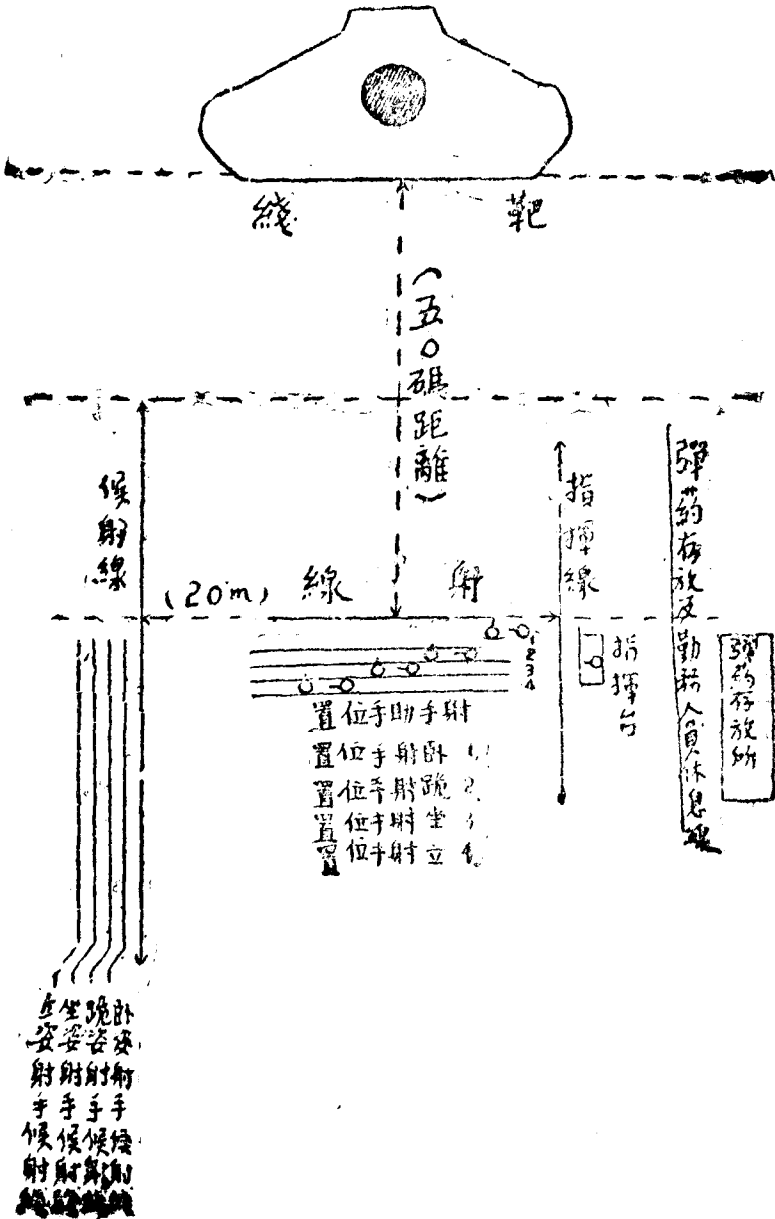 靶綫
(五0碼距離)
彈葯存放及勤務人員休息線
彈葯存放所
指揮線
指揮台
射線
(20m)
候射線
1
2
3
4
射手助手位置
1. 臥射手位置
2. 跪射手位置
3. 坐射手位置
4. 立射手位置
臥姿射手候射線
跪姿射手候射線
坐姿射手候射線
立姿射手候射線